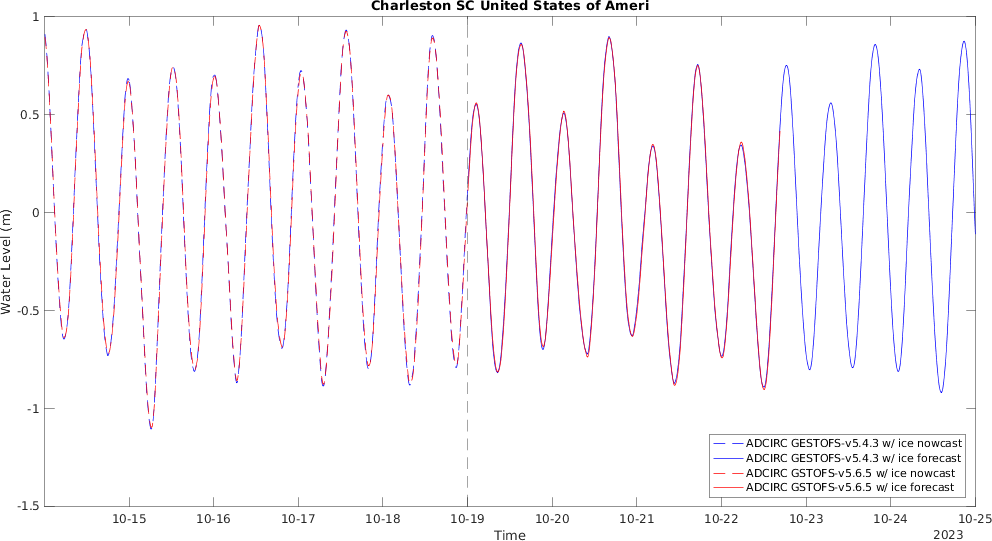 Charleston SC United States of Ameri
1
0.5
0
-0.5
-1
-1.5
Water Level (m)
10-15 10-16 10-17 10-18 10-19 10-20 10-21 10-22 10-23 10-24 10-25
Time
2023
ADCIRC GESTOFS-v5.4.3 w/ ice nowcast
ADCIRC GESTOFS-v5.4.3 w/ ice forecast
ADCIRC GSTOFS-v5.6.5 w/ ice nowcast
ADCIRC GSTOFS-v5.6.5 w/ ice forecast